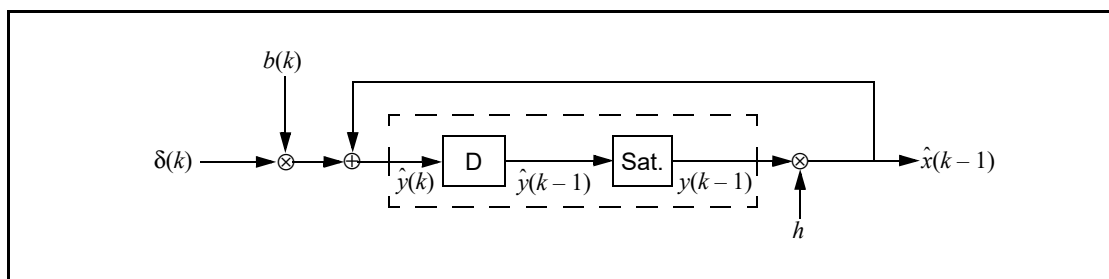 b(k)
δ(k) ⊗ ⊕ D Sat. ⊗ x̂(k – 1)
ŷ(k) ŷ(k – 1) y(k – 1)
h